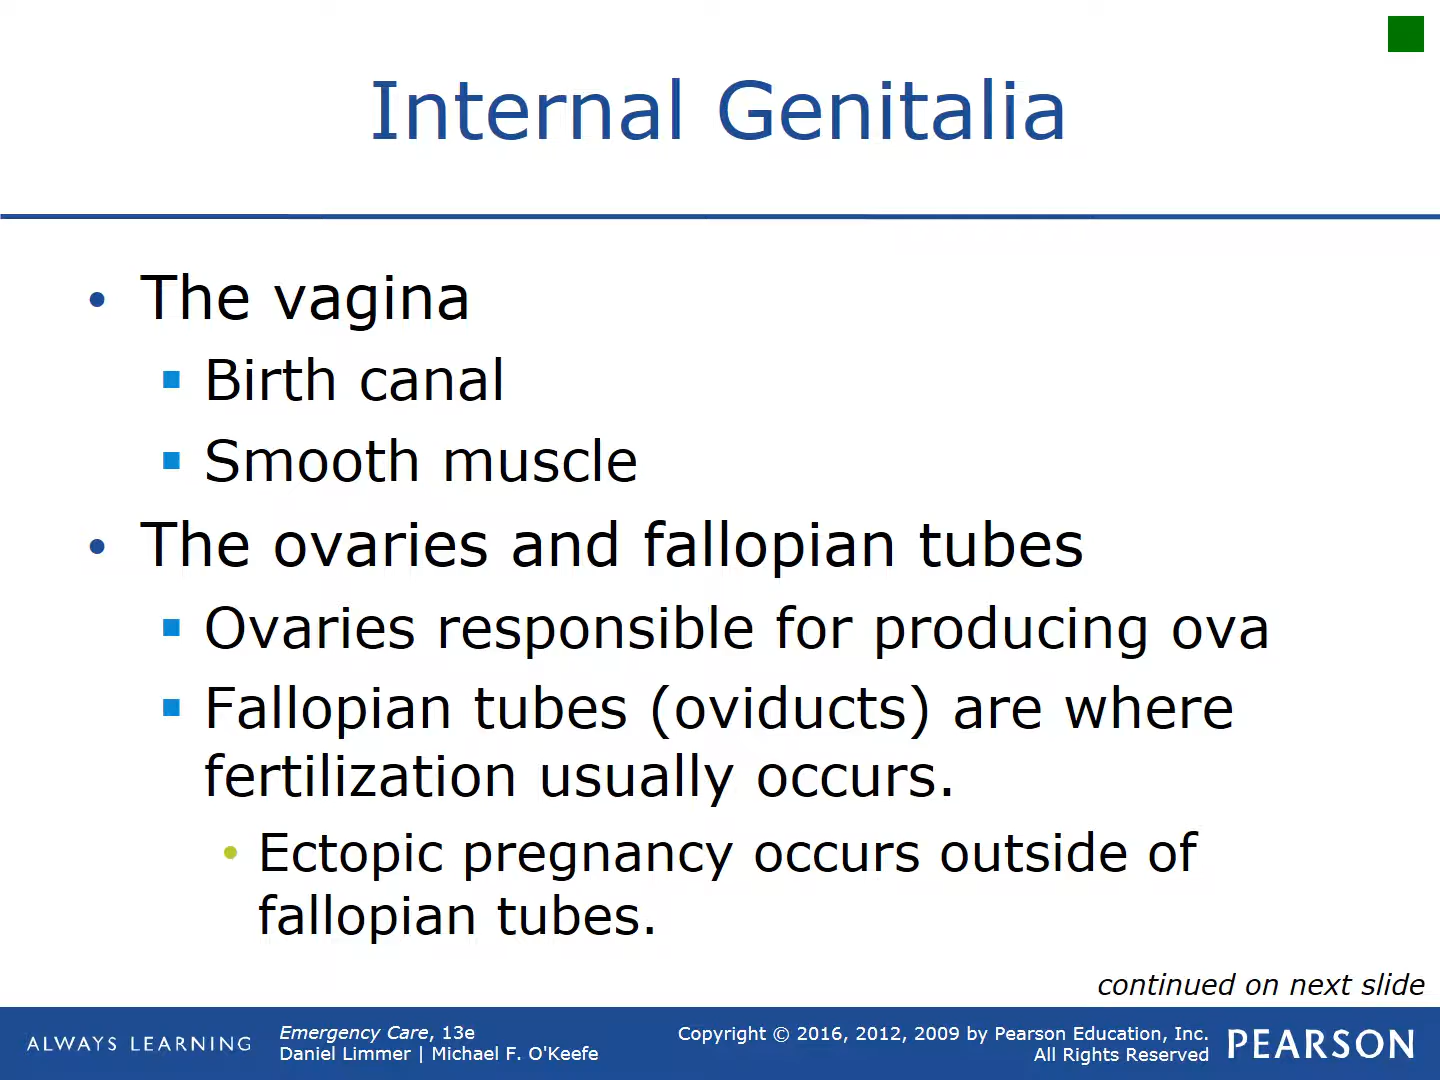 Internal Genitalia
• The vagina
▪ Birth canal
▪ Smooth muscle
• The ovaries and fallopian tubes
▪ Ovaries responsible for producing ova
▪ Fallopian tubes (oviducts) are where
fertilization usually occurs.
• Ectopic pregnancy occurs outside of
fallopian tubes.
continued on next slide
ALWAYS LEARNING
Emergency Care, 13e
Daniel Limmer | Michael F. O'Keefe
Copyright © 2016, 2012, 2009 by Pearson Education, Inc.
All Rights Reserved
PEARSON